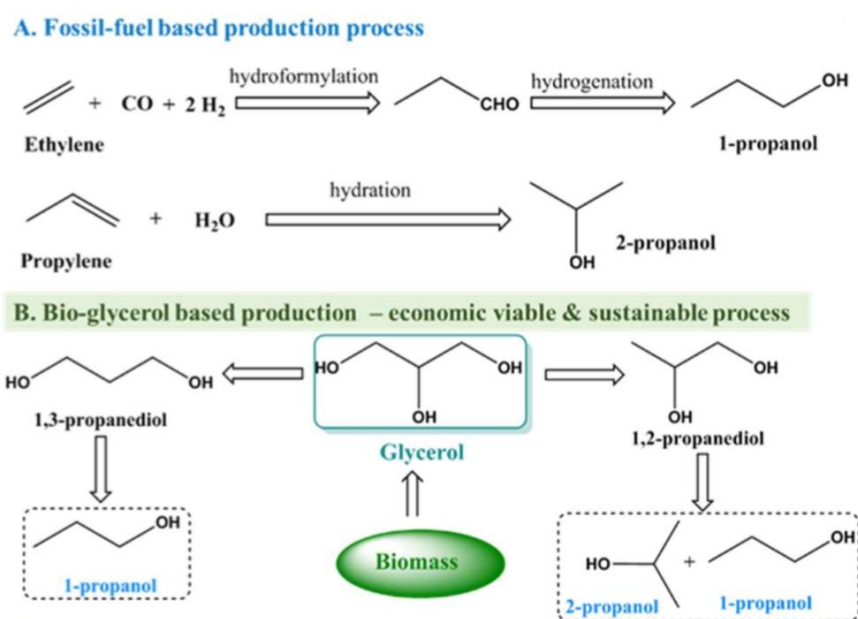 A. Fossil-fuel based production process
hydroformylation
hydrogenation
+ CO + 2 H₂
CHO
OH
Ethylene
1-propanol
hydration
+ H₂O
Propylene
2-propanol
OH
B. Bio-glycerol based production – economic viable & sustainable process
HO
OH
1,3-propanediol
HO
OH
OH
Glycerol
OH
OH
1,2-propanediol
OH
1-propanol
Biomass
HO
+
OH
2-propanol
1-propanol